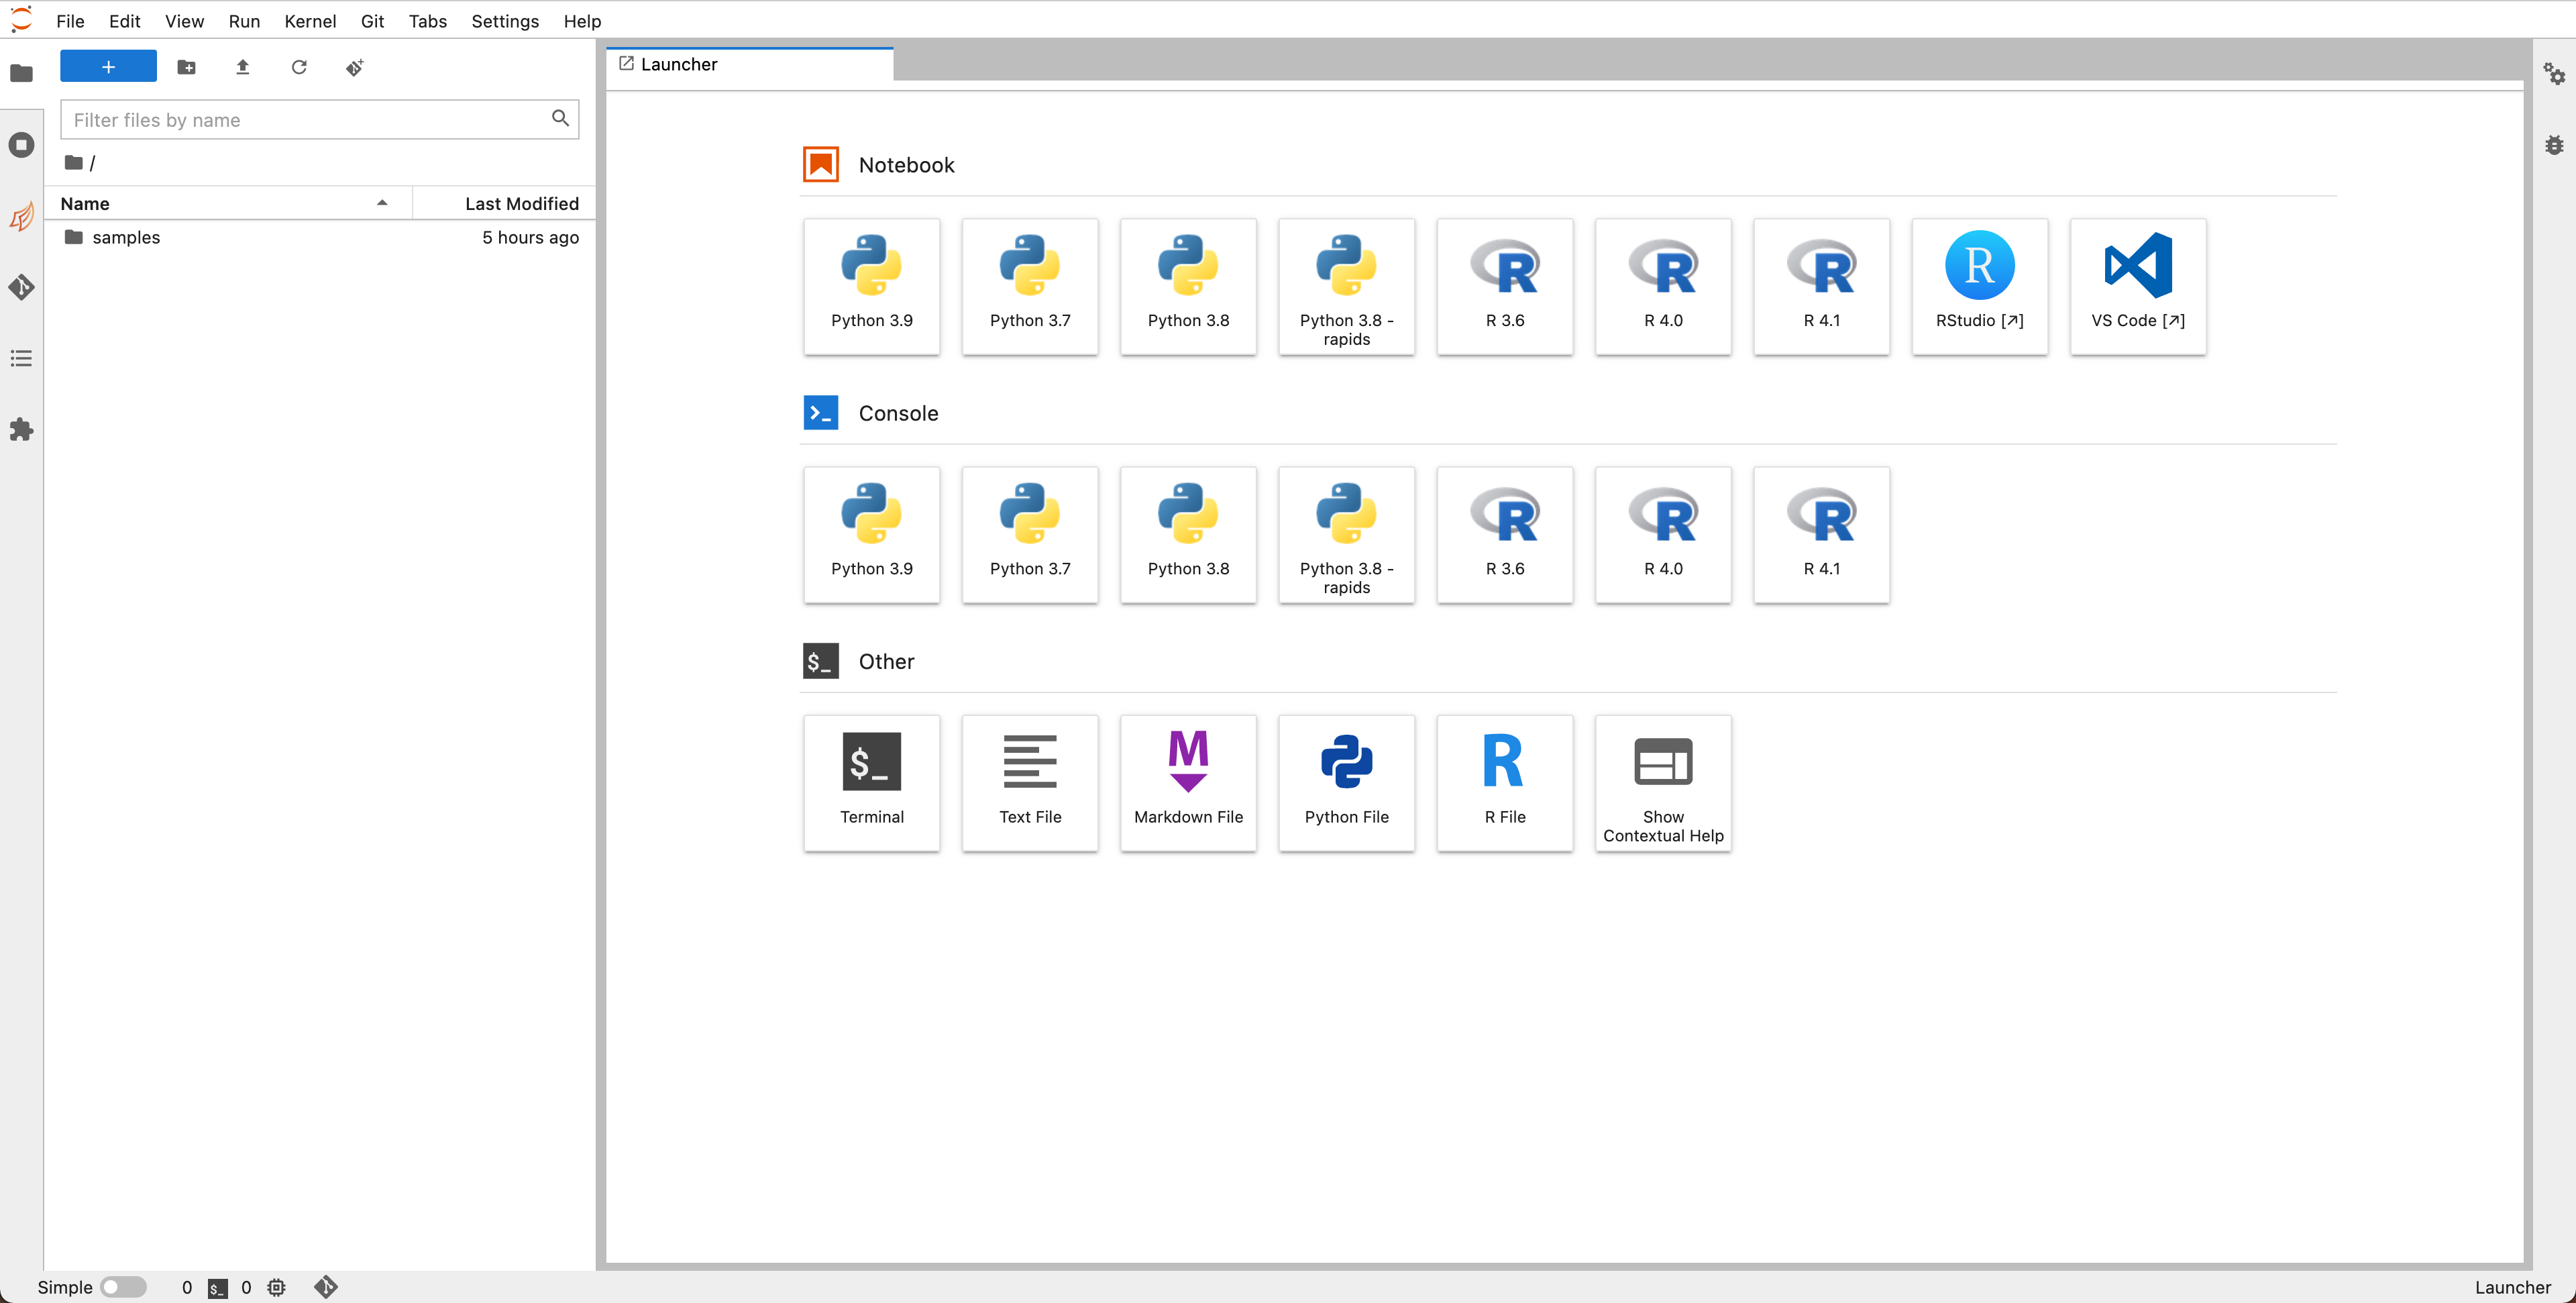 File Edit View Run Kernel Git Tabs Settings Help
+
Filter files by name
/
Name Last Modified
samples 5 hours ago
Launcher
Notebook
Python 3.9
Python 3.7
Python 3.8
Python 3.8 -
rapids
R 3.6
R 4.0
R 4.1
R
RStudio [↗]
VS Code [↗]
Console
Python 3.9
Python 3.7
Python 3.8
Python 3.8 -
rapids
R 3.6
R 4.0
R 4.1
$_ Other
$_
Terminal
Text File
M
Markdown File
Python File
R
R File
Show
Contextual Help
Simple 0 $_ 0 Launcher